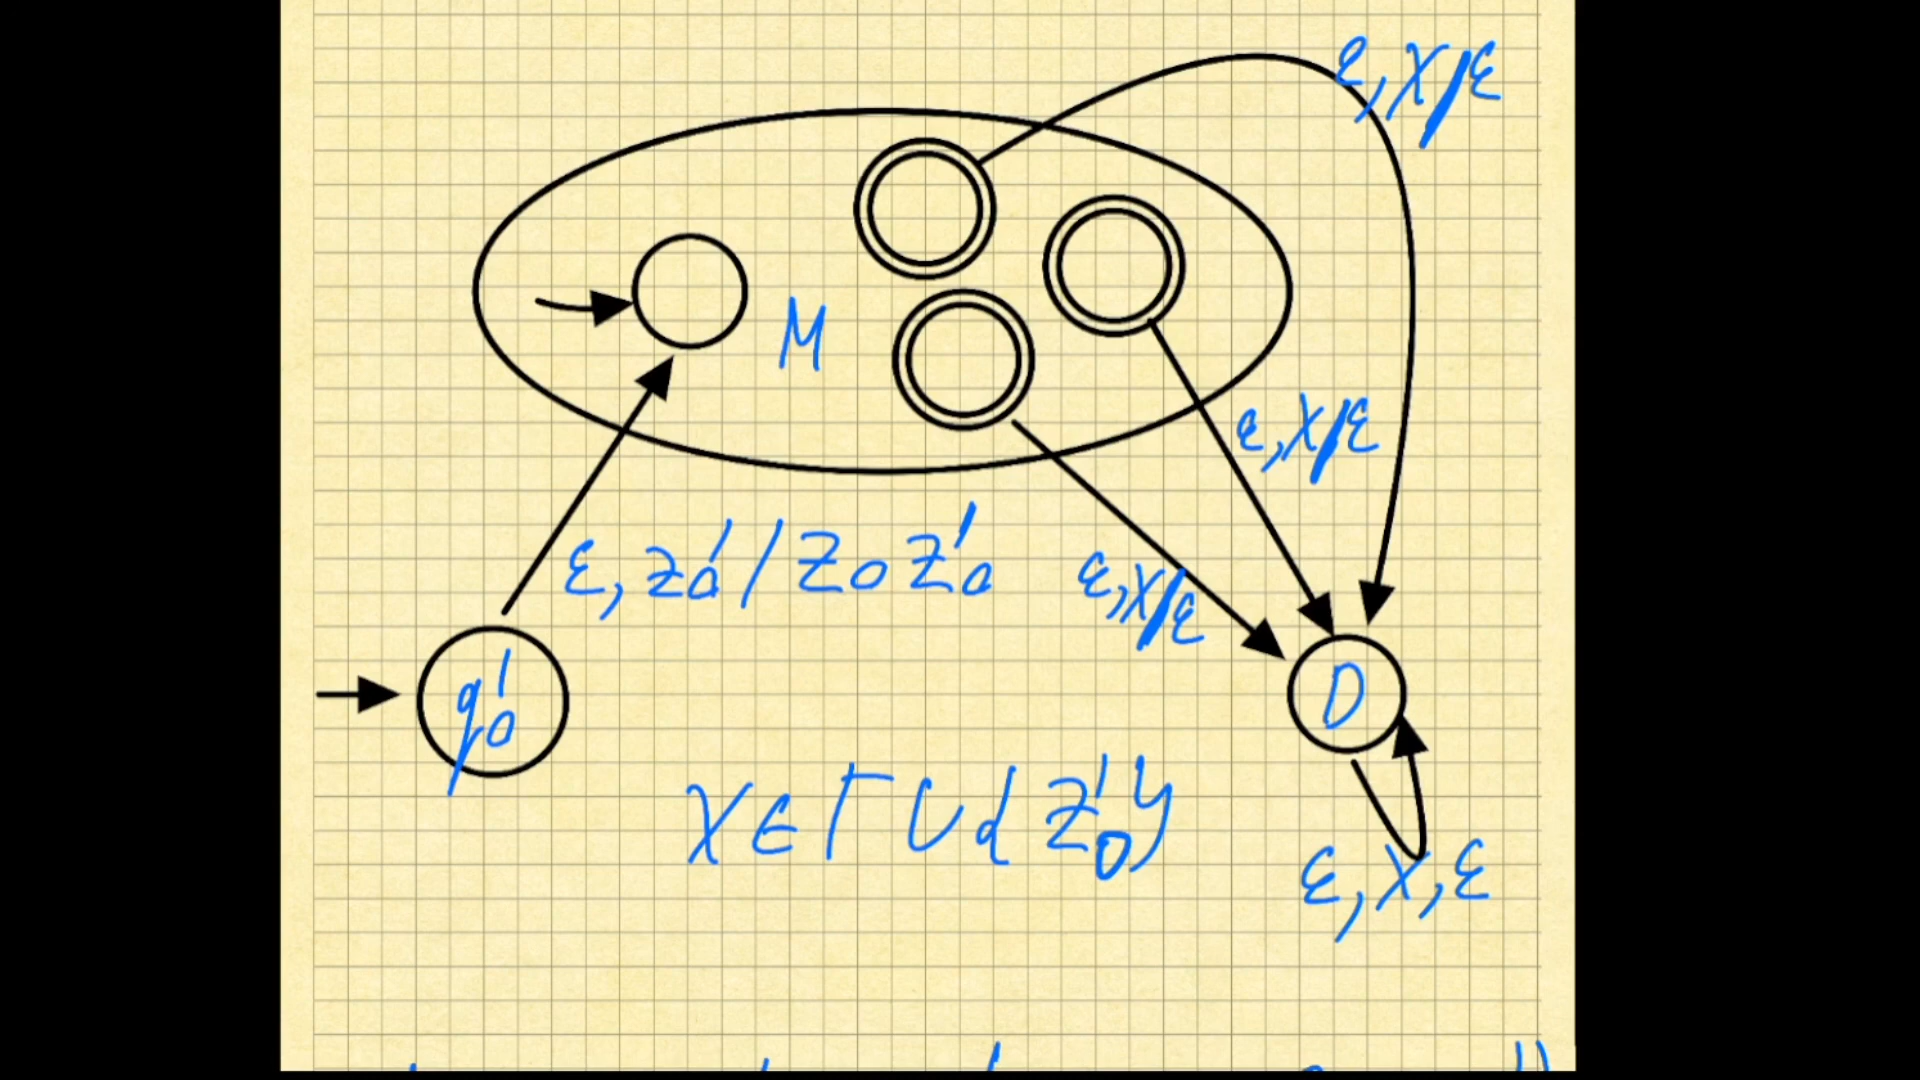 ε, X/ε
M
ε, X/ε
ε, z₀'/z₀z₀'
ε, X/ε
q₀'
D
X ∈ Γ ∪ {z₀'}
ε, X, ε